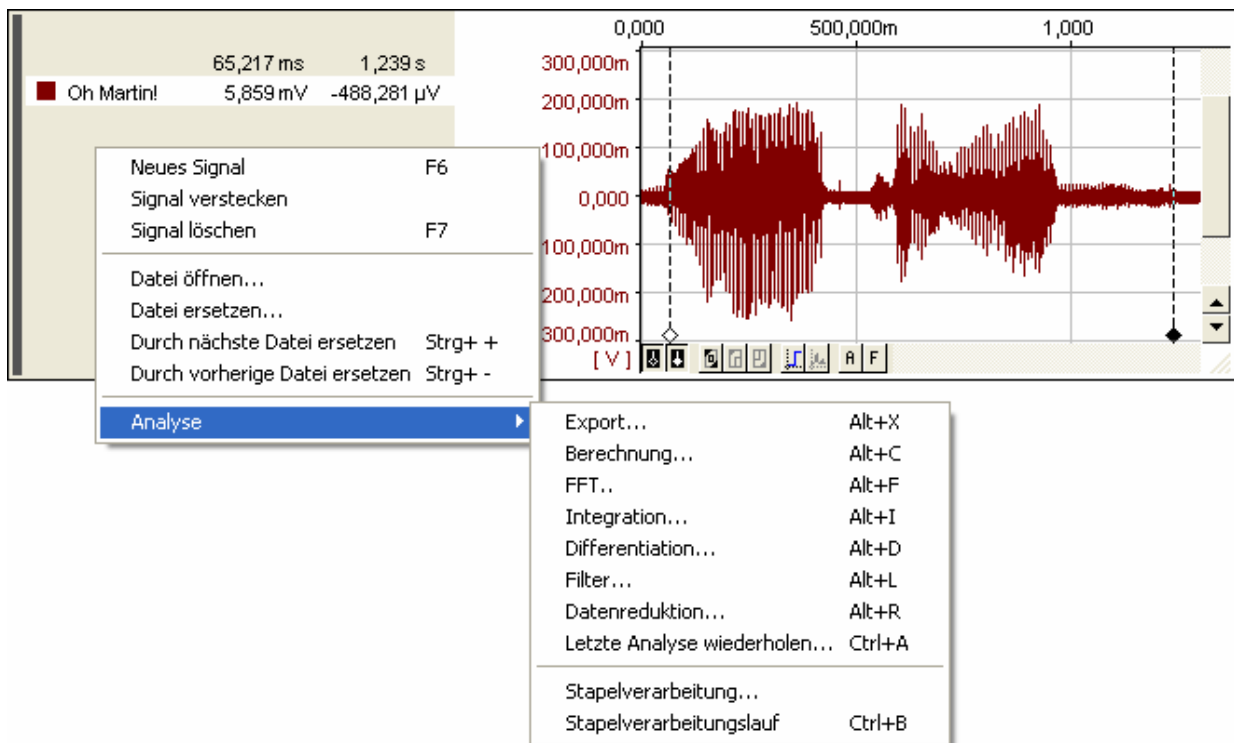 0,000 500,000m 1,000
65,217 ms 1,239 s
Oh Martin! 5,859 mV -488,281 µV
300,000m
200,000m
100,000m
0,000
100,000m
200,000m
300,000m
[ V ]
A F
Neues Signal F6
Signal verstecken
Signal löschen F7
Datei öffnen...
Datei ersetzen...
Durch nächste Datei ersetzen Strg+ +
Durch vorherige Datei ersetzen Strg+ -
Analyse
Export... Alt+X
Berechnung... Alt+C
FFT.. Alt+F
Integration... Alt+I
Differentiation... Alt+D
Filter... Alt+L
Datenreduktion... Alt+R
Letzte Analyse wiederholen... Ctrl+A
Stapelverarbeitung...
Stapelverarbeitungslauf Ctrl+B